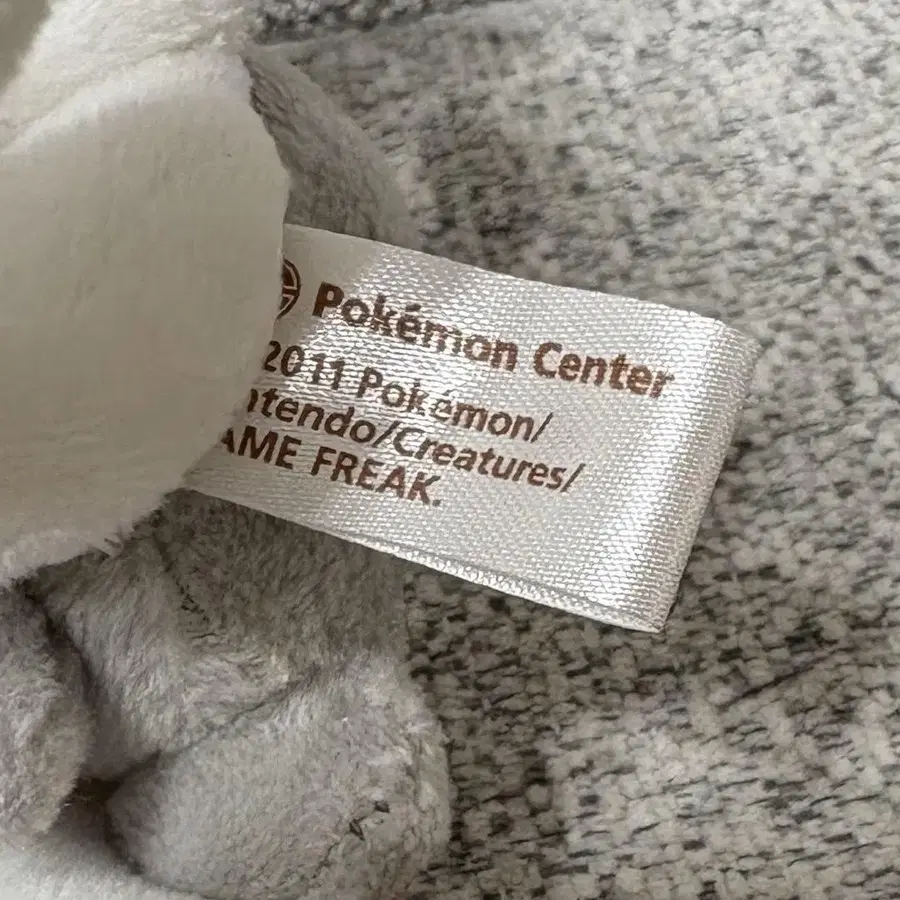 Pokémon Center
2011 Pokémon/
ntendo/Creatures/
AME FREAK.